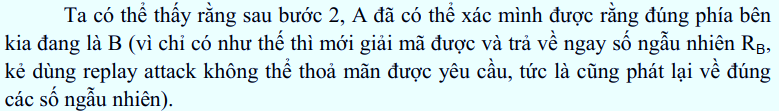 Ta có thể thấy rằng sau bước 2, A đã có thể xác mình được rằng đúng phía bên
kia đang là B (vì chỉ có như thế thì mới giải mã được và trả về ngay số ngẫu nhiên R_B,
kẻ dùng replay attack không thể thoả mãn được yêu cầu, tức là cũng phát lại về đúng
các số ngẫu nhiên).